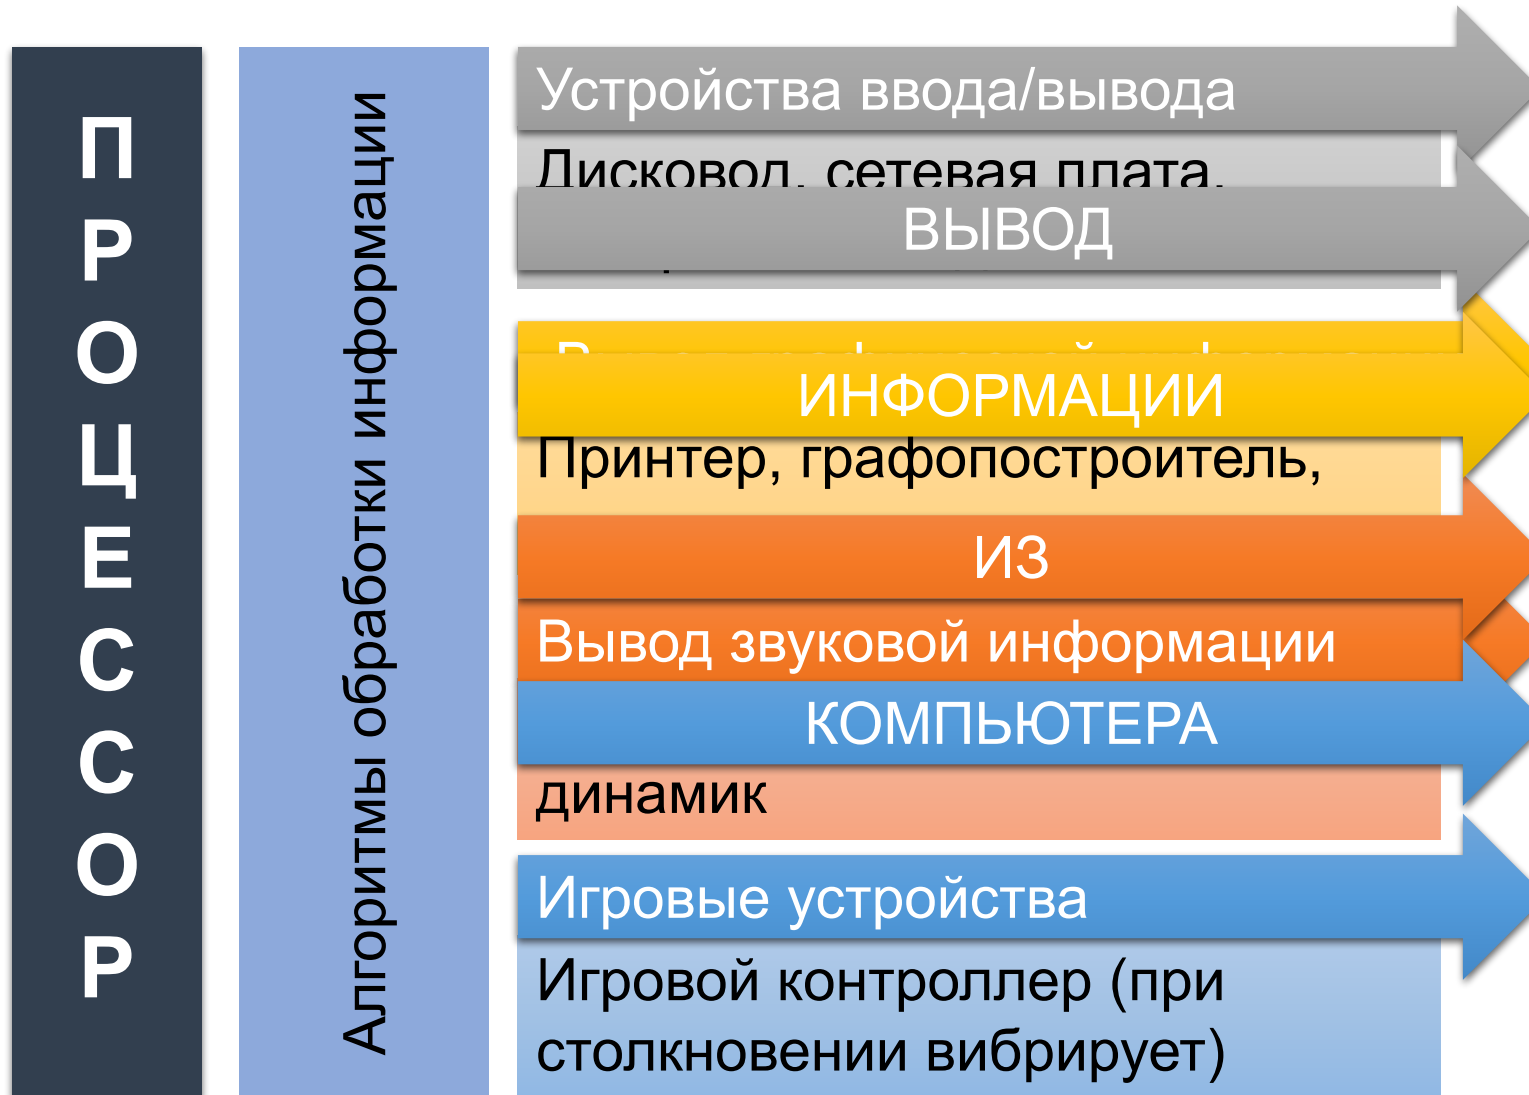 ПРОЦЕССОР
Алгоритмы обработки информации
Устройства ввода/вывода
Дисковод, сетевая плата,
ВЫВОД
ИНФОРМАЦИИ
Принтер, графопостроитель,
ИЗ
Вывод звуковой информации
КОМПЬЮТЕРА
динамик
Игровые устройства
Игровой контроллер (при
столкновении вибрирует)